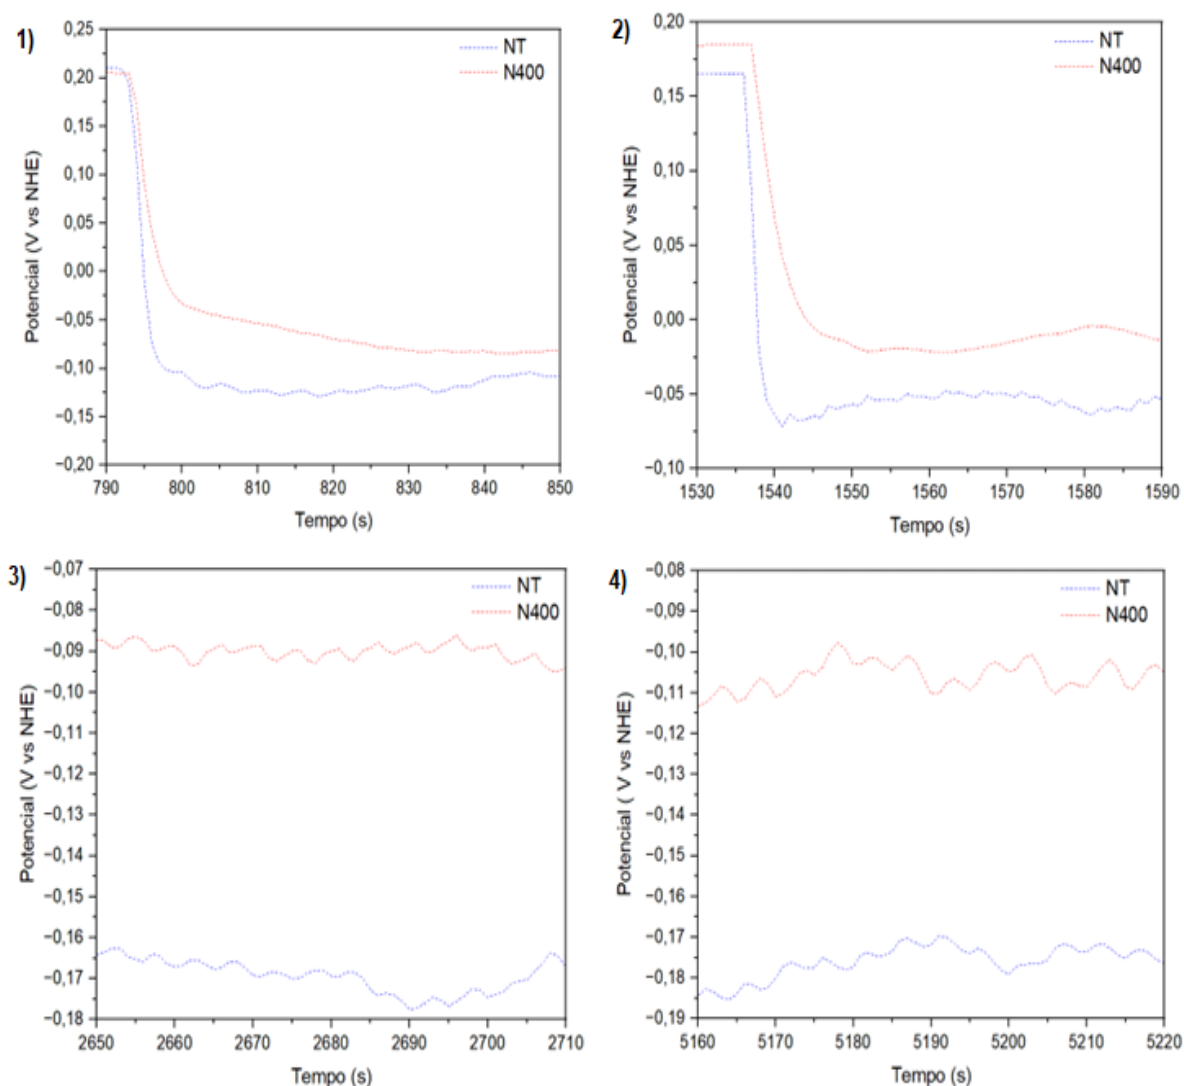 1)
NT
N400
0,25
0,20
0,15
0,10
0,05
0,00
−0,05
−0,10
−0,15
−0,20
Potencial (V vs NHE)
790 800 810 820 830 840 850
Tempo (s)
2)
NT
N400
0,20
0,15
0,10
0,05
0,00
−0,05
−0,10
Potencial (V vs NHE)
1530 1540 1550 1560 1570 1580 1590
Tempo (s)
3)
NT
N400
−0,07
−0,08
−0,09
−0,10
−0,11
−0,12
−0,13
−0,14
−0,15
−0,16
−0,17
−0,18
Potencial (V vs NHE)
2650 2660 2670 2680 2690 2700 2710
Tempo (s)
4)
NT
N400
−0,08
−0,09
−0,10
−0,11
−0,12
−0,13
−0,14
−0,15
−0,16
−0,17
−0,18
−0,19
Potencial ( V vs NHE)
5160 5170 5180 5190 5200 5210 5220
Tempo (s)